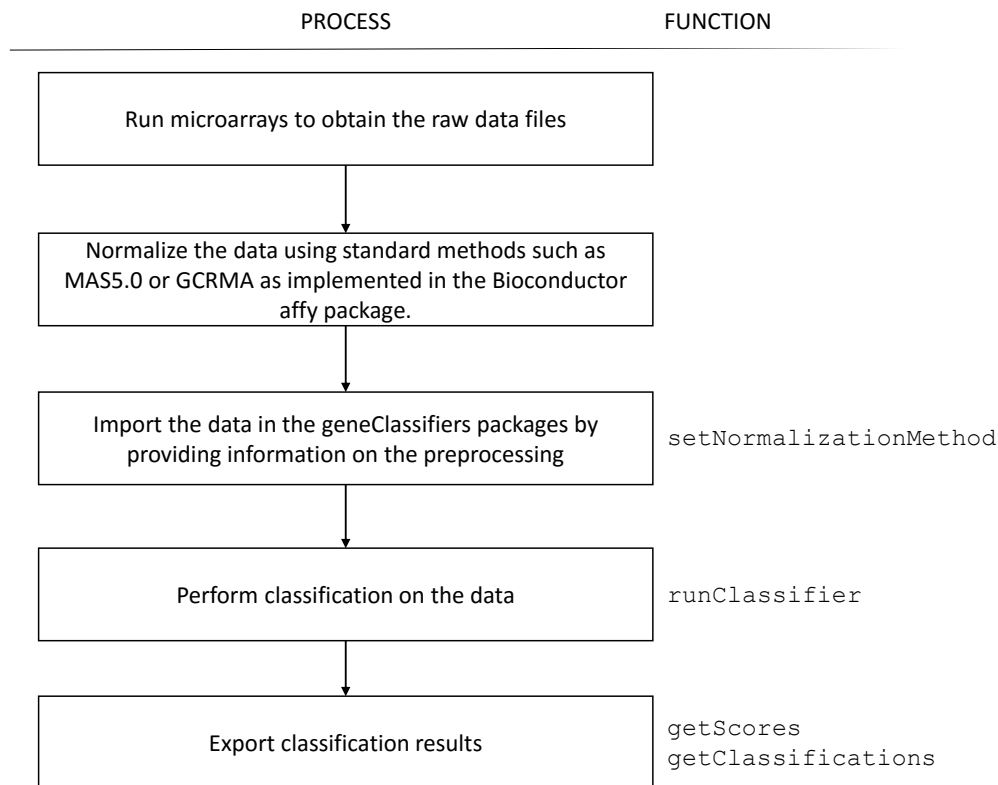 PROCESS FUNCTION
Run microarrays to obtain the raw data files
Normalize the data using standard methods such as
MAS5.0 or GCRMA as implemented in the Bioconductor
affy package.
Import the data in the geneClassifiers packages by
providing information on the preprocessing
setNormalizationMethod
Perform classification on the data
runClassifier
Export classification results
getScores
getClassifications